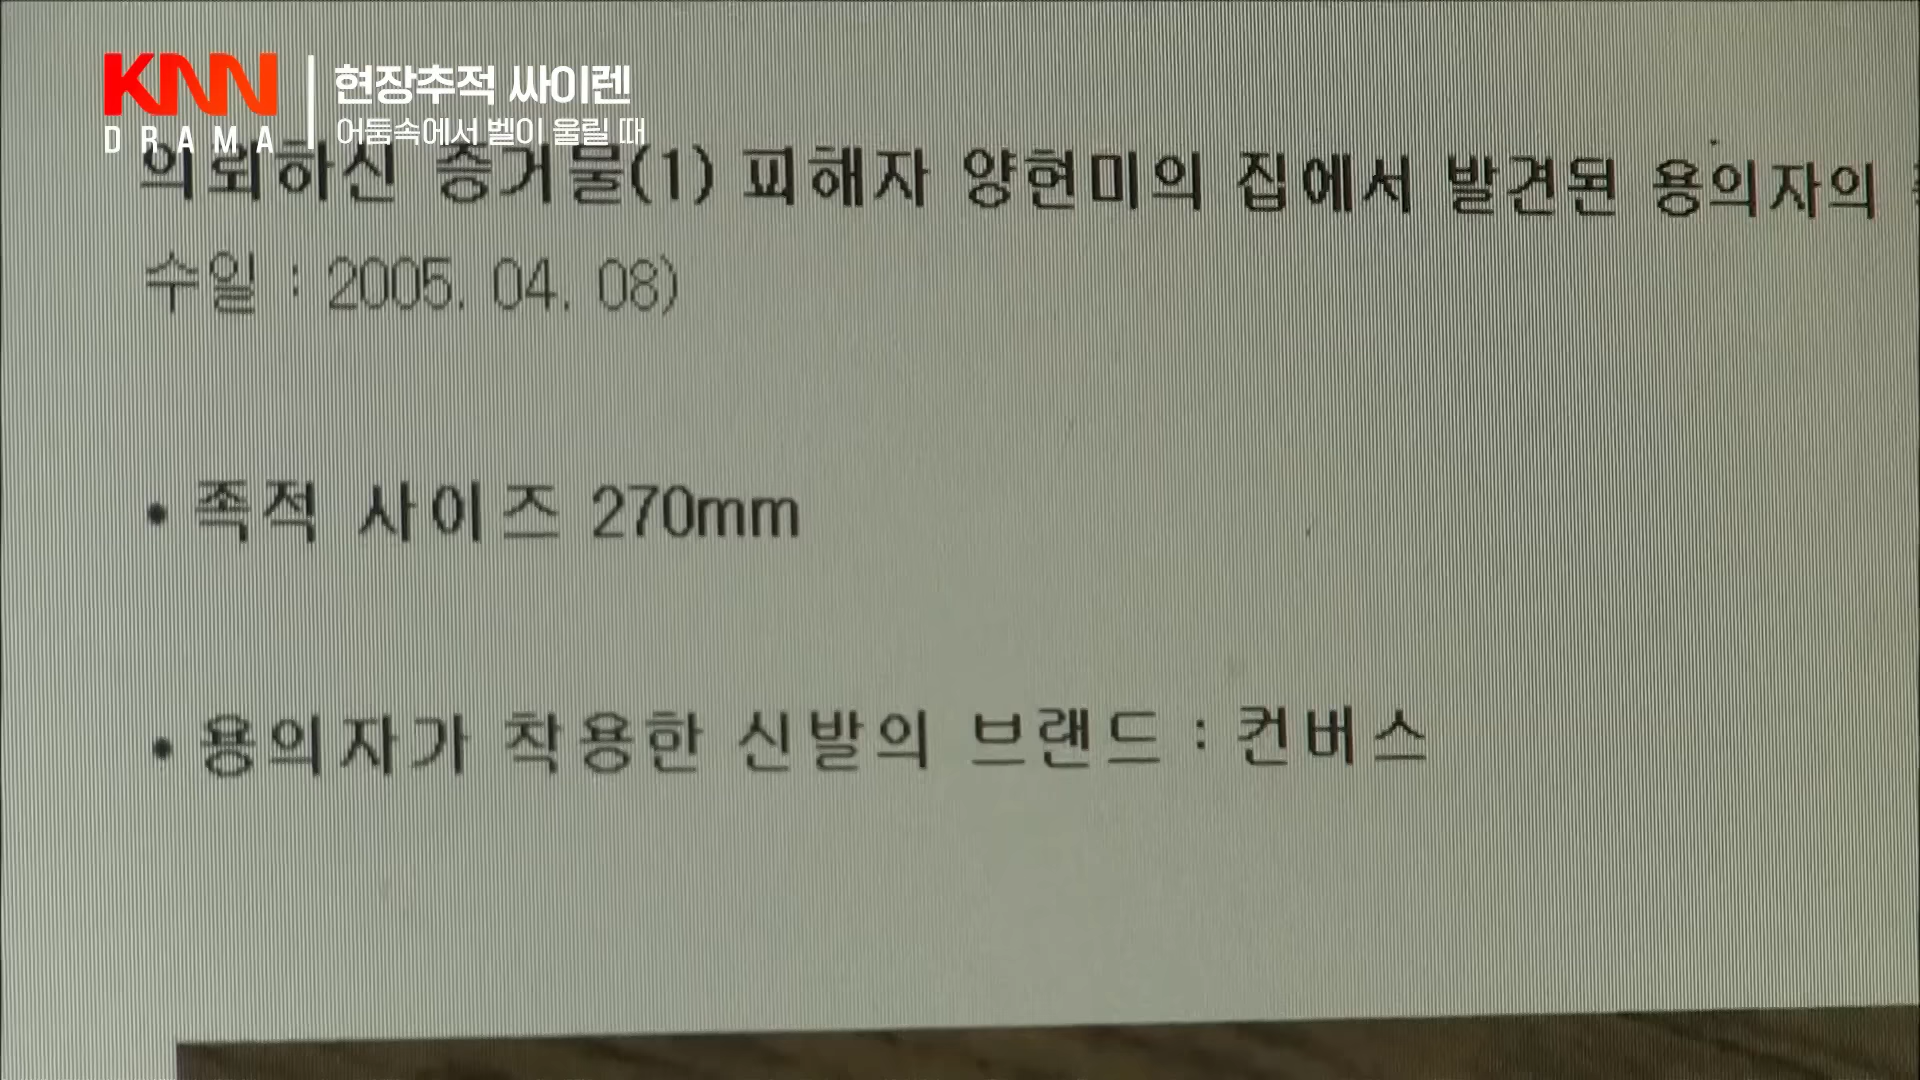 KNN
DRAMA
현장추적 싸이렌
어둠속에서 벨이 울릴 때
의뢰하신 증거물(1) 피해자 양현미의 집에서 발견된 용의자의
수일 : 2005. 04. 08)
• 족적 사이즈 270mm
• 용의자가 착용한 신발의 브랜드 : 컨버스